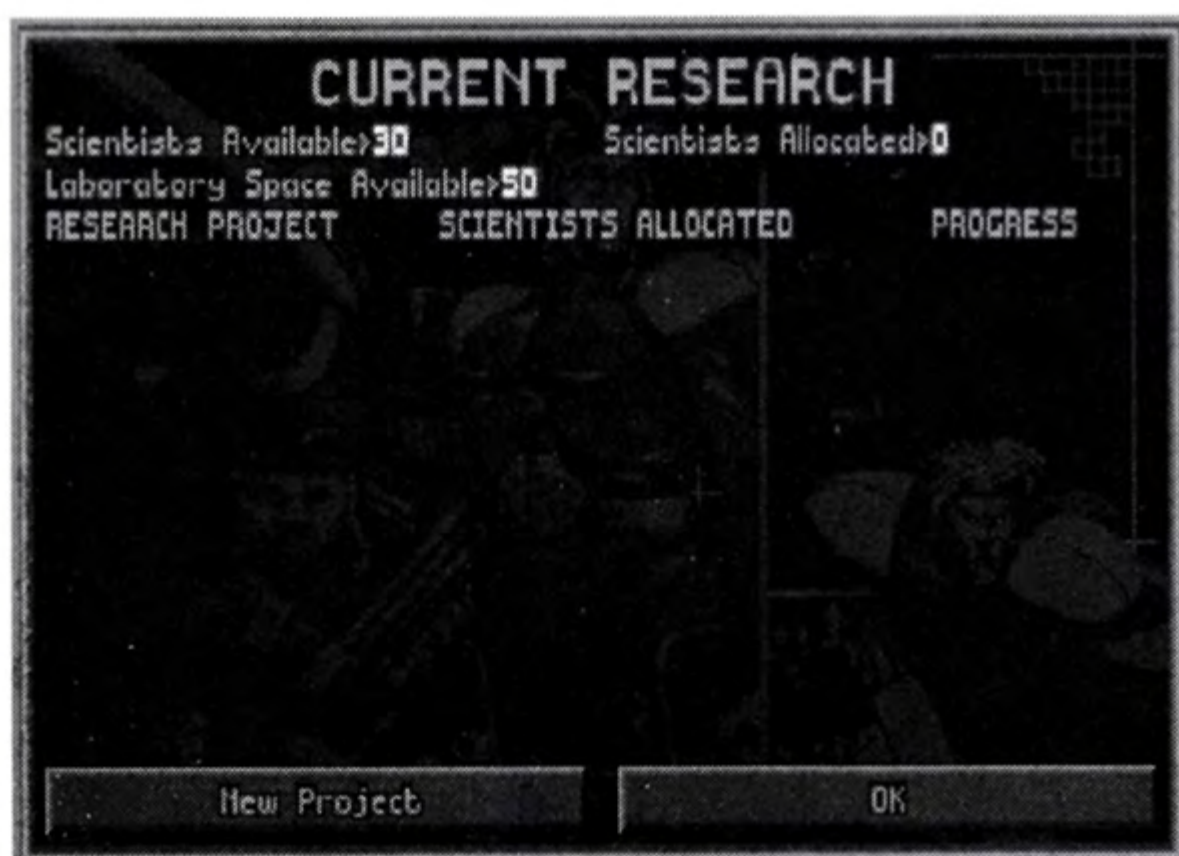 CURRENT RESEARCH
Scientists Available>30 Scientists Allocated>0
Laboratory Space Available>50
RESEARCH PROJECT SCIENTISTS ALLOCATED PROGRESS
New Project OK